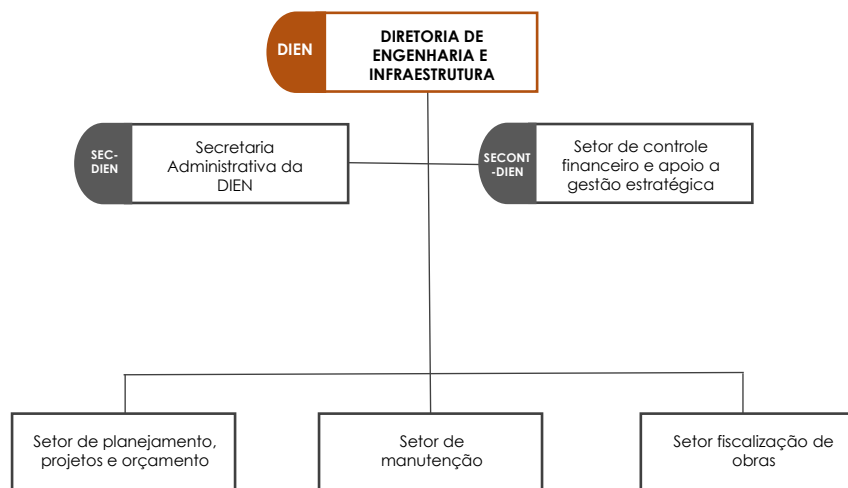 DIEN
DIRETORIA DE
ENGENHARIA E
INFRAESTRUTURA
SEC-
DIEN
Secretaria
Administrativa da
DIEN
SECONT
-DIEN
Setor de controle
financeiro e apoio a
gestão estratégica
Setor de planejamento,
projetos e orçamento
Setor de
manutenção
Setor fiscalização de
obras